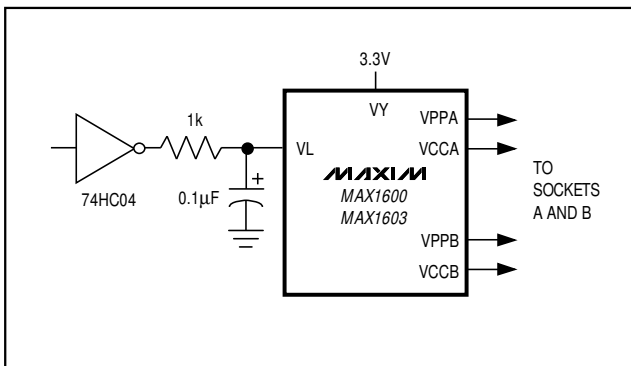 3.3V
VY
VPPA
1k
VCCA
VL
TO
SOCKETS
A AND B
MAXIM
MAX1600
MAX1603
74HC04
0.1µF
+
VPPB
VCCB